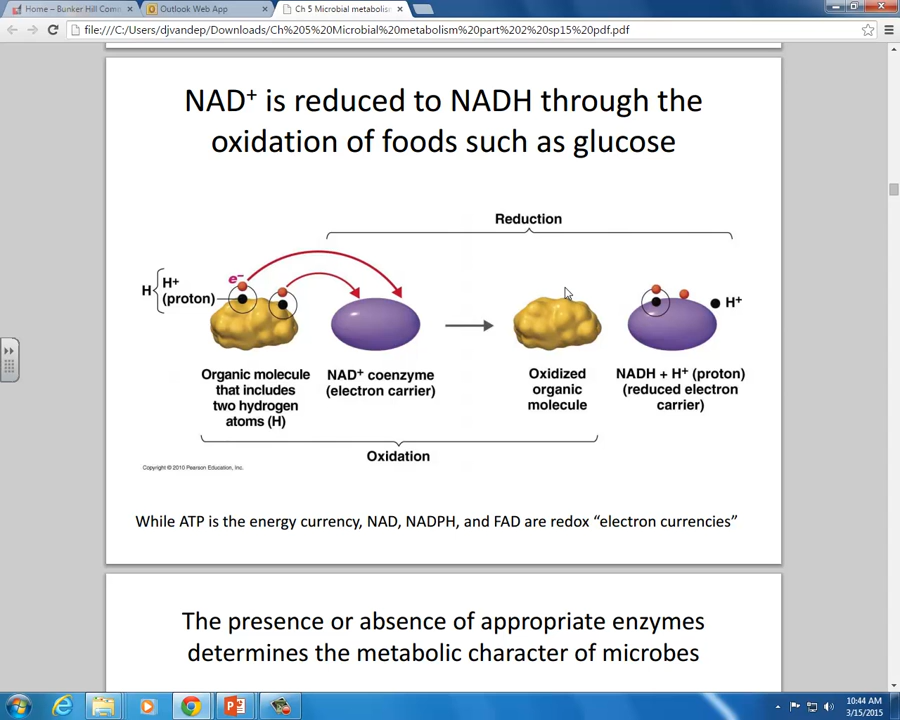 Home – Bunker Hill Comm
Outlook Web App
Ch 5 Microbial metabolism
file:///C:/Users/djvandep/Downloads/Ch%205%20Microbial%20metabolism%20part%202%20sp15%20pdf.pdf
NAD⁺ is reduced to NADH through the
oxidation of foods such as glucose
Reduction
e⁻
H { H⁺
(proton)
H⁺
Organic molecule
that includes
two hydrogen
atoms (H)
NAD⁺ coenzyme
(electron carrier)
Oxidized
organic
molecule
NADH + H⁺ (proton)
(reduced electron
carrier)
Oxidation
Copyright © 2010 Pearson Education, Inc.
While ATP is the energy currency, NAD, NADPH, and FAD are redox “electron currencies”
The presence or absence of appropriate enzymes
determines the metabolic character of microbes
10:44 AM
3/15/2015